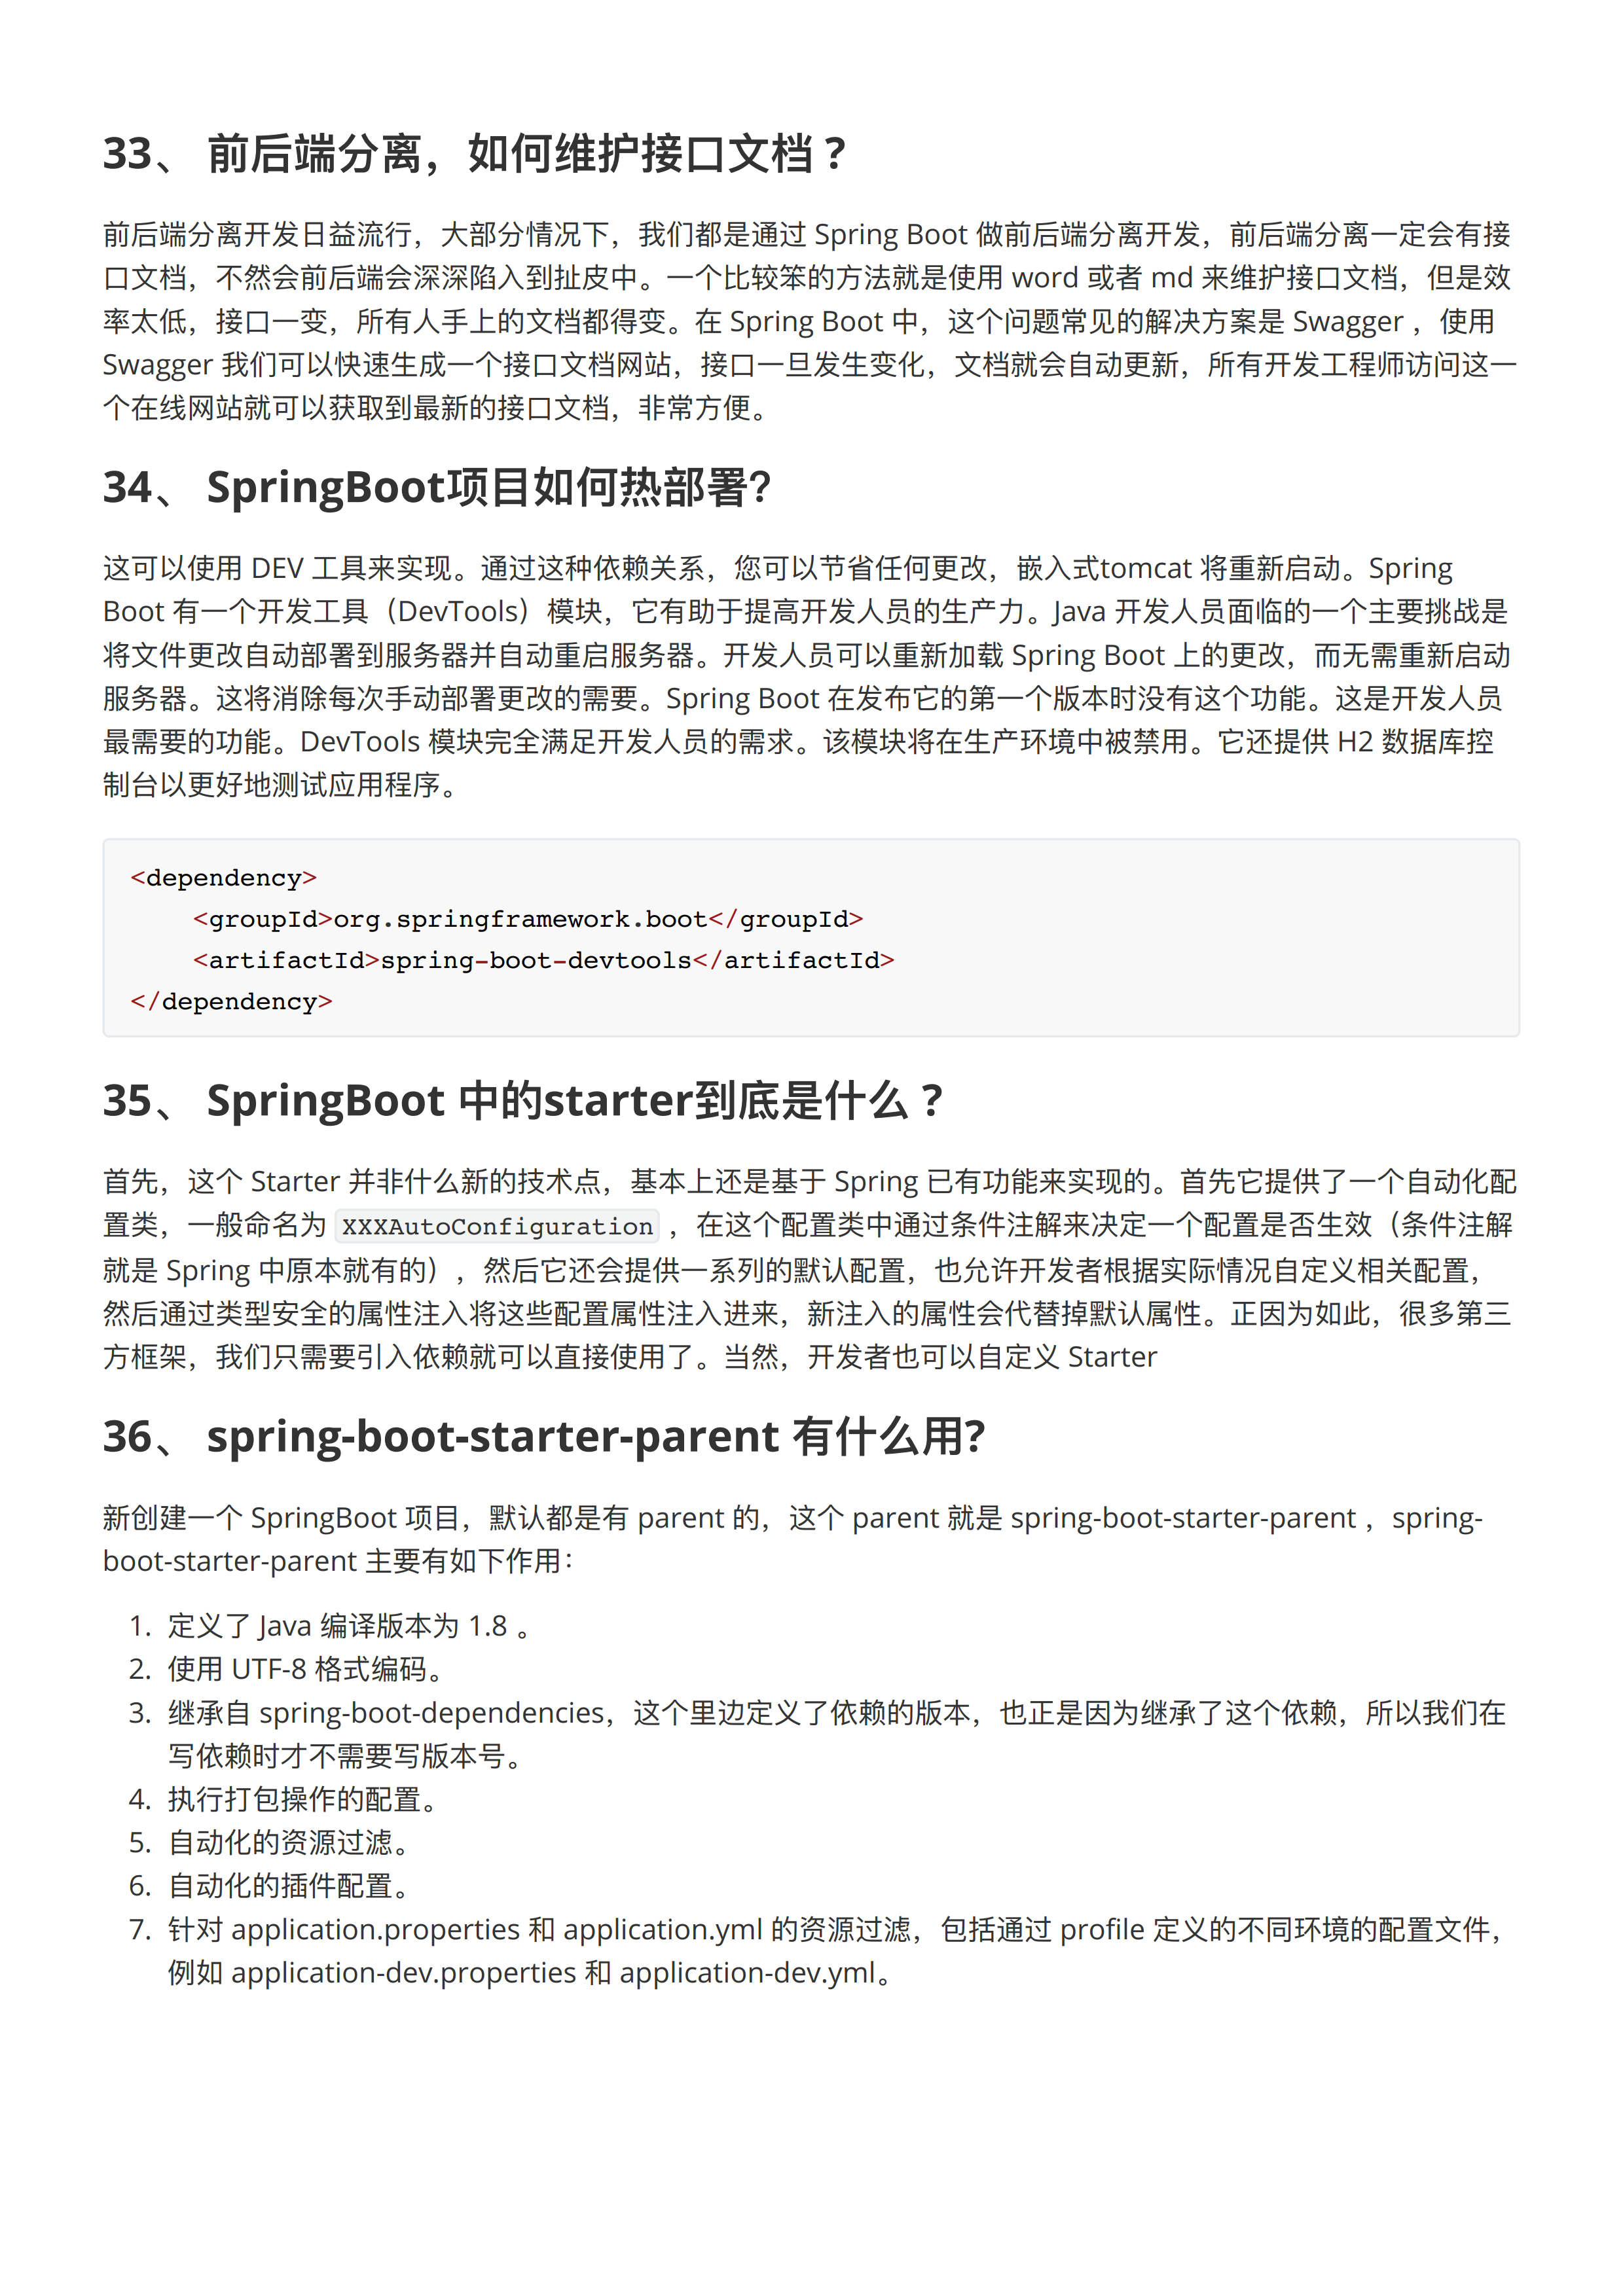 33、 前后端分离，如何维护接口文档 ?
前后端分离开发日益流行，大部分情况下，我们都是通过 Spring Boot 做前后端分离开发，前后端分离一定会有接
口文档，不然会前后端会深深陷入到扯皮中。一个比较笨的方法就是使用 word 或者 md 来维护接口文档，但是效
率太低，接口一变，所有人手上的文档都得变。在 Spring Boot 中，这个问题常见的解决方案是 Swagger ，使用
Swagger 我们可以快速生成一个接口文档网站，接口一旦发生变化，文档就会自动更新，所有开发工程师访问这一
个在线网站就可以获取到最新的接口文档，非常方便。
34、 SpringBoot项目如何热部署?
这可以使用 DEV 工具来实现。通过这种依赖关系，您可以节省任何更改，嵌入式tomcat 将重新启动。Spring
Boot 有一个开发工具（DevTools）模块，它有助于提高开发人员的生产力。Java 开发人员面临的一个主要挑战是
将文件更改自动部署到服务器并自动重启服务器。开发人员可以重新加载 Spring Boot 上的更改，而无需重新启动
服务器。这将消除每次手动部署更改的需要。Spring Boot 在发布它的第一个版本时没有这个功能。这是开发人员
最需要的功能。DevTools 模块完全满足开发人员的需求。该模块将在生产环境中被禁用。它还提供 H2 数据库控
制台以更好地测试应用程序。
<dependency>
    <groupId>org.springframework.boot</groupId>
    <artifactId>spring-boot-devtools</artifactId>
</dependency>
35、 SpringBoot 中的starter到底是什么 ?
首先，这个 Starter 并非什么新的技术点，基本上还是基于 Spring 已有功能来实现的。首先它提供了一个自动化配
置类，一般命名为 XXXAutoConfiguration ，在这个配置类中通过条件注解来决定一个配置是否生效（条件注解
就是 Spring 中原本就有的），然后它还会提供一系列的默认配置，也允许开发者根据实际情况自定义相关配置，
然后通过类型安全的属性注入将这些配置属性注入进来，新注入的属性会代替掉默认属性。正因为如此，很多第三
方框架，我们只需要引入依赖就可以直接使用了。当然，开发者也可以自定义 Starter
36、 spring-boot-starter-parent 有什么用?
新创建一个 SpringBoot 项目，默认都是有 parent 的，这个 parent 就是 spring-boot-starter-parent ，spring-
boot-starter-parent 主要有如下作用：
1. 定义了 Java 编译版本为 1.8 。
2. 使用 UTF-8 格式编码。
3. 继承自 spring-boot-dependencies，这个里边定义了依赖的版本，也正是因为继承了这个依赖，所以我们在
写依赖时才不需要写版本号。
4. 执行打包操作的配置。
5. 自动化的资源过滤。
6. 自动化的插件配置。
7. 针对 application.properties 和 application.yml 的资源过滤，包括通过 profile 定义的不同环境的配置文件，
例如 application-dev.properties 和 application-dev.yml。